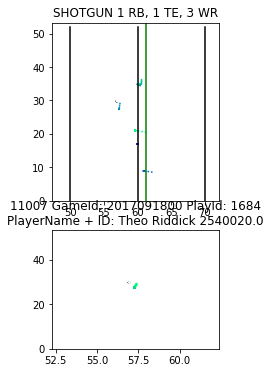 SHOTGUN 1 RB, 1 TE, 3 WR
50
40
30
20
10
0
50 55 60 65 70
11007 GameId: 2017091800 PlayId: 1684
PlayerName + ID: Theo Riddick 2540020.0
40
20
0
52.5 55.0 57.5 60.0